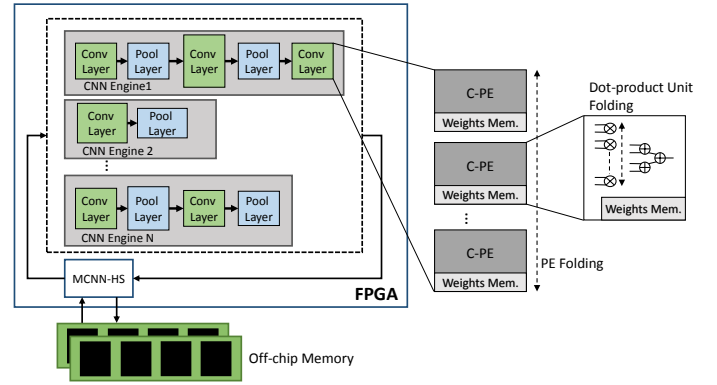 Conv
Layer
Pool
Layer
Conv
Layer
Pool
Layer
Conv
Layer
CNN Engine1
Conv
Layer
Pool
Layer
CNN Engine 2
⋮
Conv
Layer
Pool
Layer
Conv
Layer
Pool
Layer
CNN Engine N
MCNN-HS
FPGA
Off-chip Memory
C-PE
Weights Mem.
C-PE
Weights Mem.
⋮
C-PE
Weights Mem.
PE Folding
Dot-product Unit
Folding
Weights Mem.